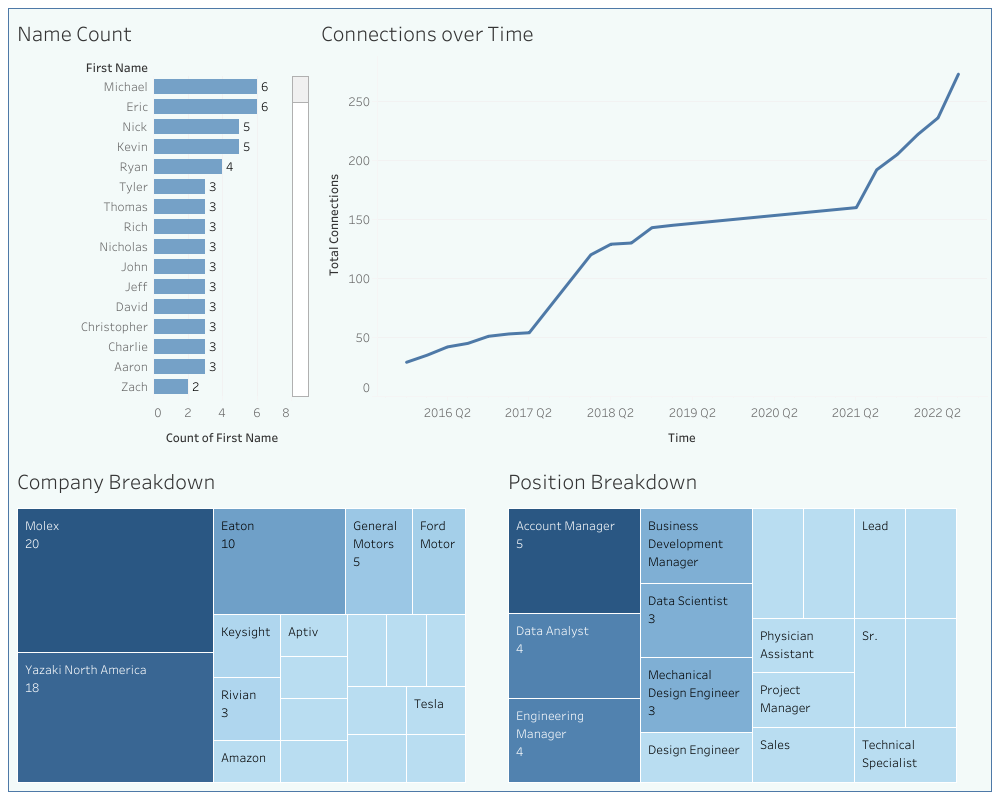 Name Count
First Name
Michael 6
Eric 6
Nick 5
Kevin 5
Ryan 4
Tyler 3
Thomas 3
Rich 3
Nicholas 3
John 3
Jeff 3
David 3
Christopher 3
Charlie 3
Aaron 3
Zach 2
0 2 4 6 8
Count of First Name
Connections over Time
250
200
150
100
50
0
Total Connections
2016 Q2 2017 Q2 2018 Q2 2019 Q2 2020 Q2 2021 Q2 2022 Q2
Time
Company Breakdown
Molex
20
Yazaki North America
18
Eaton
10
General
Motors
5
Ford
Motor
Keysight
Aptiv
Rivian
3
Tesla
Amazon
Position Breakdown
Account Manager
5
Data Analyst
4
Engineering
Manager
4
Business
Development
Manager
Data Scientist
3
Mechanical
Design Engineer
3
Design Engineer
Lead
Physician
Assistant
Sr.
Project
Manager
Sales
Technical
Specialist